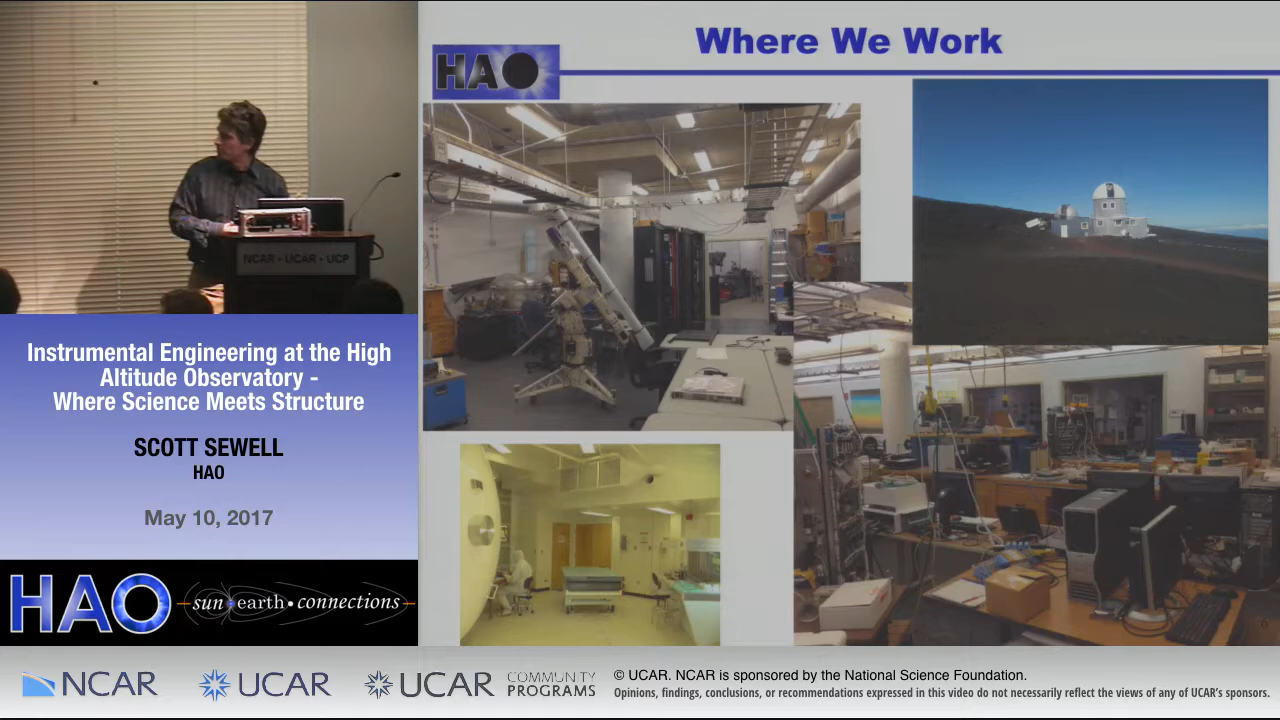 NCAR • UCAR • UCP
Instrumental Engineering at the High
Altitude Observatory -
Where Science Meets Structure
SCOTT SEWELL
HAO
May 10, 2017
HAO
sun • earth • connections
Where We Work
HAO
6
NCAR
UCAR
UCAR
COMMUNITY
PROGRAMS
© UCAR. NCAR is sponsored by the National Science Foundation.
Opinions, findings, conclusions, or recommendations expressed in this video do not necessarily reflect the views of any of UCAR's sponsors.